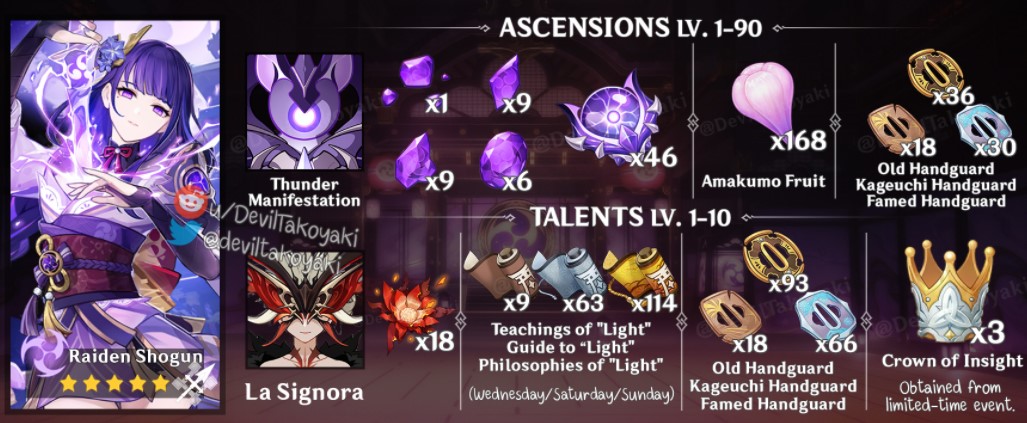 ASCENSIONS LV. 1-90
Thunder
Manifestation
x1
x9
x9
x6
x46
x168
Amakumo Fruit
x36
x18
x30
Old Handguard
Kageuchi Handguard
Famed Handguard
u/DevilTakoyaki
@deviltakoyaki
Raiden Shogun
TALENTS LV. 1-10
La Signora
x18
x9
x63
x114
Teachings of "Light"
Guide to “Light”
Philosophies of "Light"
(Wednesday/Saturday/Sunday)
x93
x18
x66
Old Handguard
Kageuchi Handguard
Famed Handguard
x3
Crown of Insight
Obtained from
limited-time event.